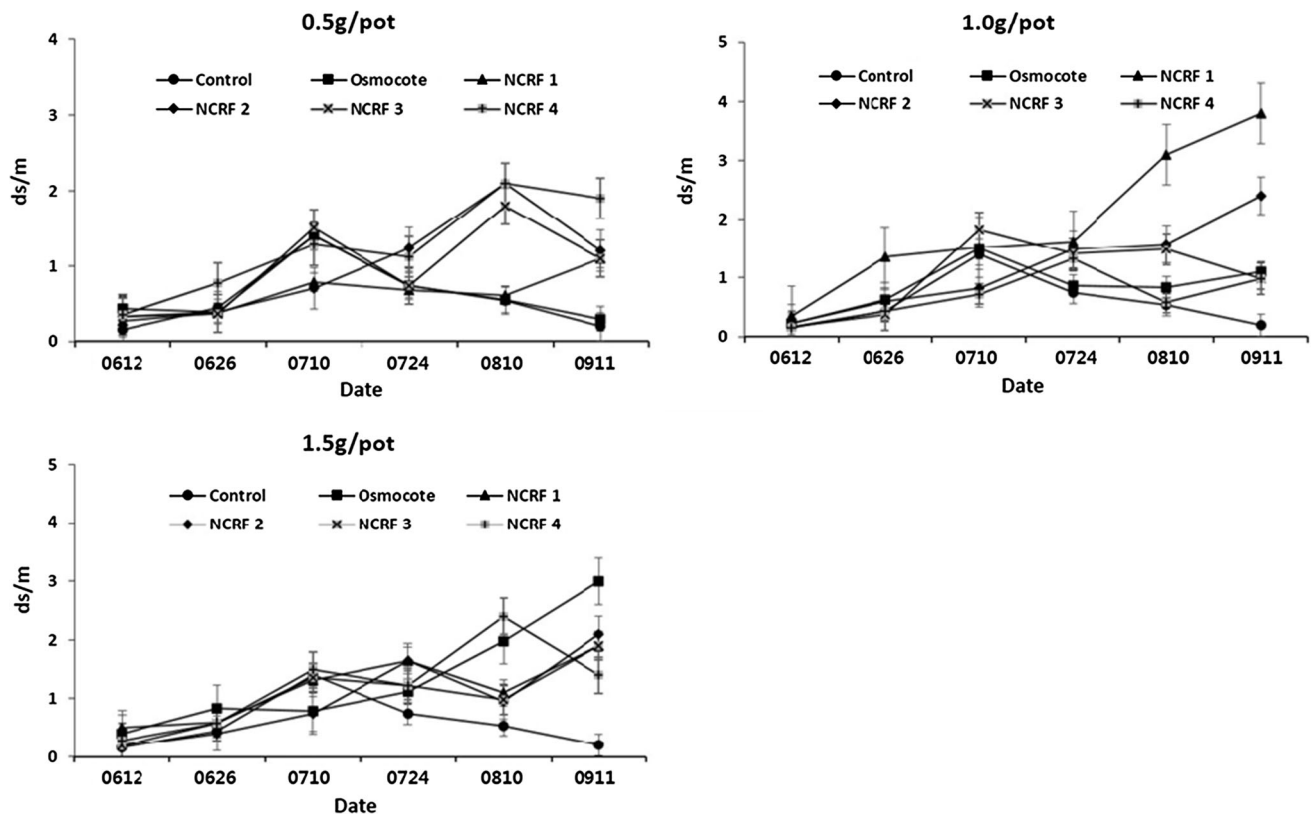 0.5g/pot
4
3
2
1
0
ds/m
Control Osmocote NCRF 1
NCRF 2 NCRF 3 NCRF 4
0612 0626 0710 0724 0810 0911
Date
1.0g/pot
5
4
3
2
1
0
ds/m
Control Osmocote NCRF 1
NCRF 2 NCRF 3 NCRF 4
0612 0626 0710 0724 0810 0911
Date
1.5g/pot
5
4
3
2
1
0
ds/m
Control Osmocote NCRF 1
NCRF 2 NCRF 3 NCRF 4
0612 0626 0710 0724 0810 0911
Date